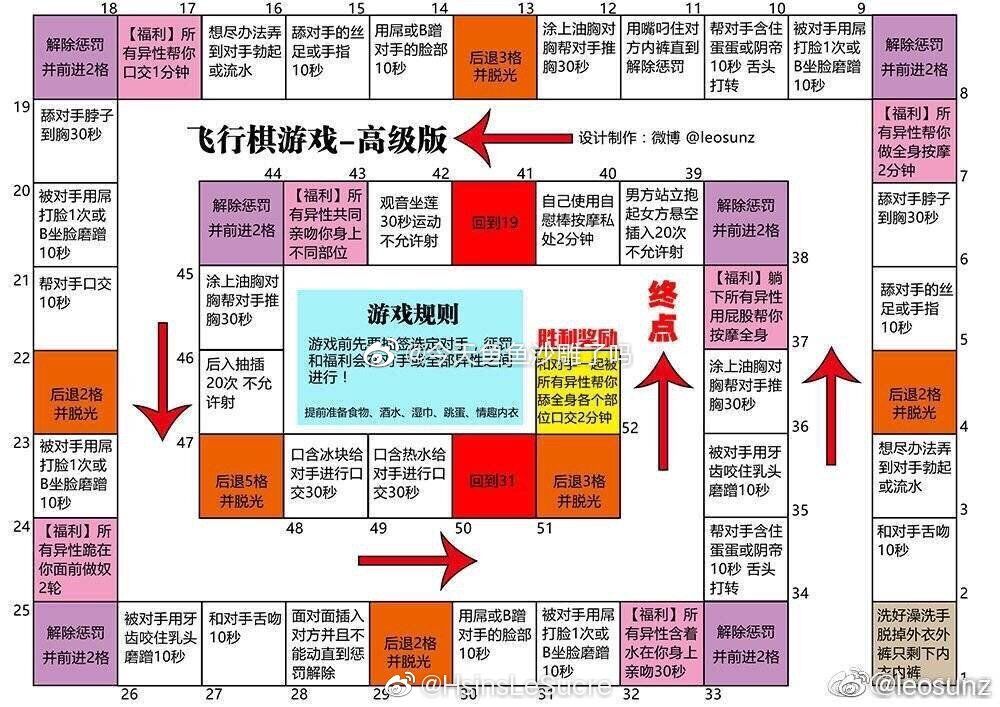 18
17
16
15
14
13
12
11
10
9
解除惩罚
并前进2格
【福利】所
有异性帮你
口交1分钟
想尽办法弄
到对手勃起
或流水
舔对手的丝
足或手指
10秒
用屌或B蹭
对手的脸部
10秒
后退3格
并脱光
涂上油胸对
胸帮对手推
胸30秒
用嘴叼住对
方内裤直到
解除惩罚
帮对手含住
蛋蛋或阴帝
10秒 舌头
打转
被对手用屌
打脸1次或
B坐脸磨蹭
10秒
解除惩罚
并前进2格
8
19
舔对手脖子
到胸30秒
飞行棋游戏-高级版
设计制作：微博 @leosunz
【福利】所
有异性帮你
做全身按摩
2分钟
7
20
被对手用屌
打脸1次或
B坐脸磨蹭
10秒
44
43
42
41
40
39
解除惩罚
并前进2格
【福利】所
有异性共同
亲吻你身上
不同部位
观音坐莲
30秒运动
不允许射
回到19
自己使用自
慰棒按摩私
处2分钟
男方站立抱
起女方悬空
插入20次
不允许射
解除惩罚
并前进2格
38
舔对手脖子
到胸30秒
6
21
帮对手口交
10秒
45
涂上油胸对
胸帮对手推
胸30秒
游戏规则
游戏前先要抽签选定对手，惩罚
和福利会在对手或全部异性之间
进行！
提前准备食物、酒水、湿巾、跳蛋、情趣内衣
终点
【福利】躺
下所有异性
用屁股帮你
按摩全身
37
舔对手的丝
足或手指
10秒
5
22
后退2格
并脱光
46
后入抽插
20次 不允
许射
胜利奖励
和对手一起被
所有异性帮你
舔全身各个部
位口交2分钟
52
涂上油胸对
胸帮对手推
胸30秒
36
后退2格
并脱光
4
23
被对手用屌
打脸1次或
B坐脸磨蹭
10秒
47
后退5格
并脱光
口含冰块给
对手进行口
交30秒
口含热水给
对手进行口
交30秒
回到31
后退3格
并脱光
48
49
50
51
被对手用牙
齿咬住乳头
磨蹭10秒
35
想尽办法弄
到对手勃起
或流水
3
24
【福利】所
有异性跪在
你面前做奴
2轮
帮对手含住
蛋蛋或阴帝
10秒 舌头
打转
34
和对手舌吻
10秒
2
25
解除惩罚
并前进2格
被对手用牙
齿咬住乳头
磨蹭10秒
和对手舌吻
10秒
面对面插入
对方并且不
能动直到惩
罚解除
后退2格
并脱光
用屌或B蹭
对手的脸部
10秒
被对手用屌
打脸1次或
B坐脸磨蹭
10秒
【福利】所
有异性含着
水在你身上
亲吻30秒
解除惩罚
并前进2格
洗好澡洗手
脱掉外衣外
裤只剩下内
衣内裤
1
26
27
28
29
30
31
32
33
@HsinsLeSucre
@leosunz